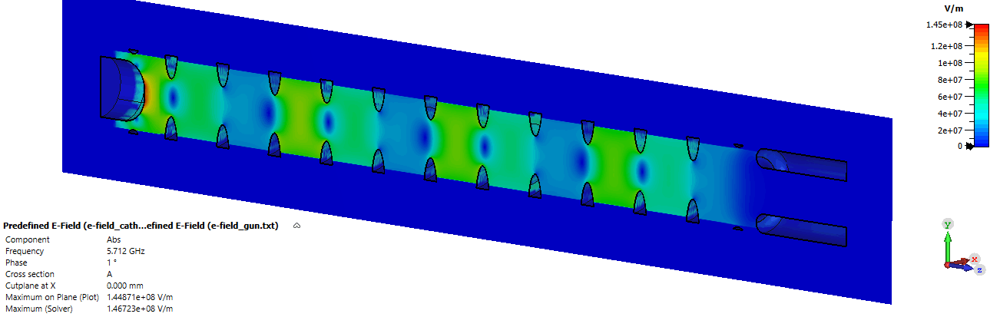 V/m
1.45e+08
1.2e+08
1e+08
8e+07
6e+07
4e+07
2e+07
0
Predefined E-Field (e-field_cath...efined E-Field (e-field_gun.txt)
Component Abs
Frequency 5.712 GHz
Phase 1 °
Cross section A
Cutplane at X 0.000 mm
Maximum on Plane (Plot) 1.44871e+08 V/m
Maximum (Solver) 1.46723e+08 V/m
Y
X
Z